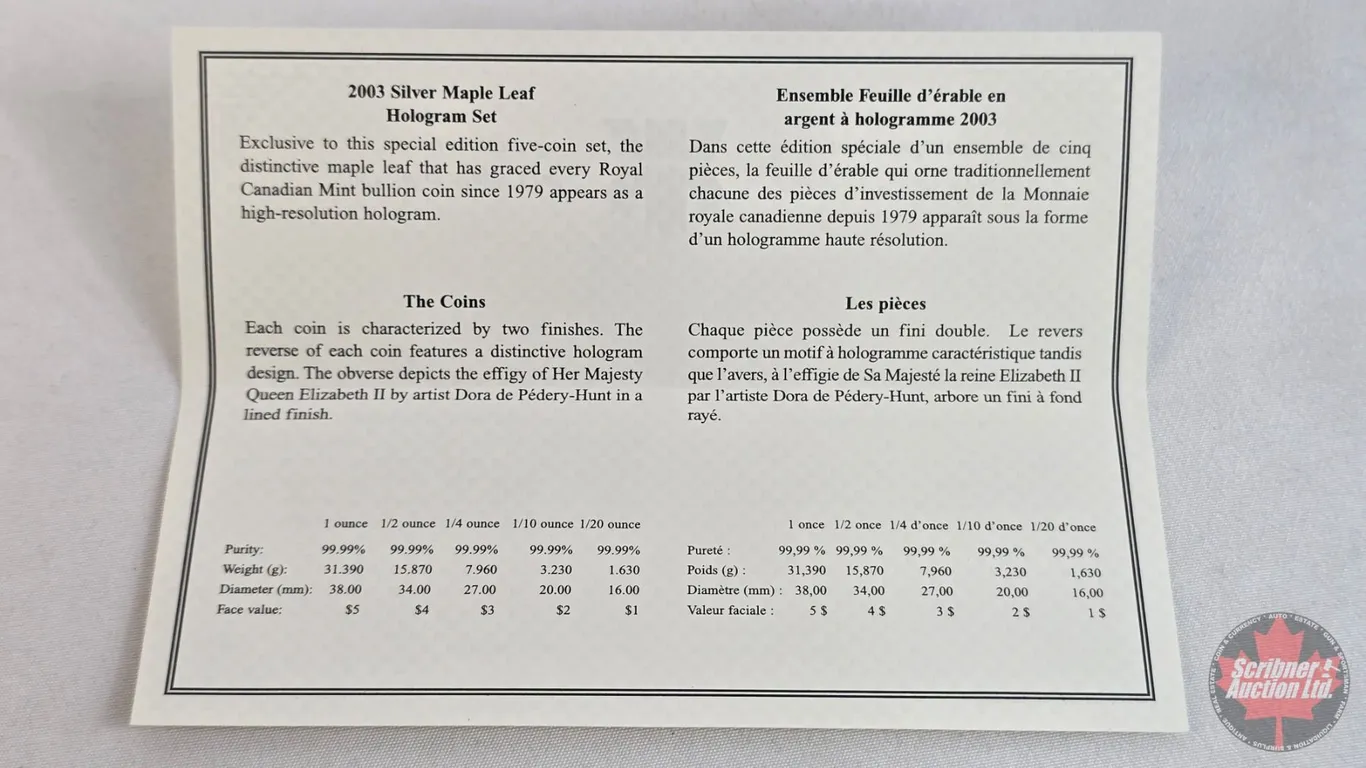 2003 Silver Maple Leaf
Hologram Set
Exclusive to this special edition five-coin set, the
distinctive maple leaf that has graced every Royal
Canadian Mint bullion coin since 1979 appears as a
high-resolution hologram.
The Coins
Each coin is characterized by two finishes. The
reverse of each coin features a distinctive hologram
design. The obverse depicts the effigy of Her Majesty
Queen Elizabeth II by artist Dora de Pédery-Hunt in a
lined finish.
1 ounce 1/2 ounce 1/4 ounce 1/10 ounce 1/20 ounce
Purity: 99.99% 99.99% 99.99% 99.99% 99.99%
Weight (g): 31.390 15.870 7.960 3.230 1.630
Diameter (mm): 38.00 34.00 27.00 20.00 16.00
Face value: $5 $4 $3 $2 $1
Ensemble Feuille d'érable en
argent à hologramme 2003
Dans cette édition spéciale d'un ensemble de cinq
pièces, la feuille d'érable qui orne traditionnellement
chacune des pièces d'investissement de la Monnaie
royale canadienne depuis 1979 apparaît sous la forme
d'un hologramme haute résolution.
Les pièces
Chaque pièce possède un fini double. Le revers
comporte un motif à hologramme caractéristique tandis
que l'avers, à l'effigie de Sa Majesté la reine Elizabeth II
par l'artiste Dora de Pédery-Hunt, arbore un fini à fond
rayé.
1 once 1/2 once 1/4 d'once 1/10 d'once 1/20 d'once
Pureté : 99,99 % 99,99 % 99,99 % 99,99 % 99,99 %
Poids (g) : 31,390 15,870 7,960 3,230 1,630
Diamètre (mm) : 38,00 34,00 27,00 20,00 16,00
Valeur faciale : 5 $ 4 $ 3 $ 2 $ 1 $
Scribner
Auction Ltd.